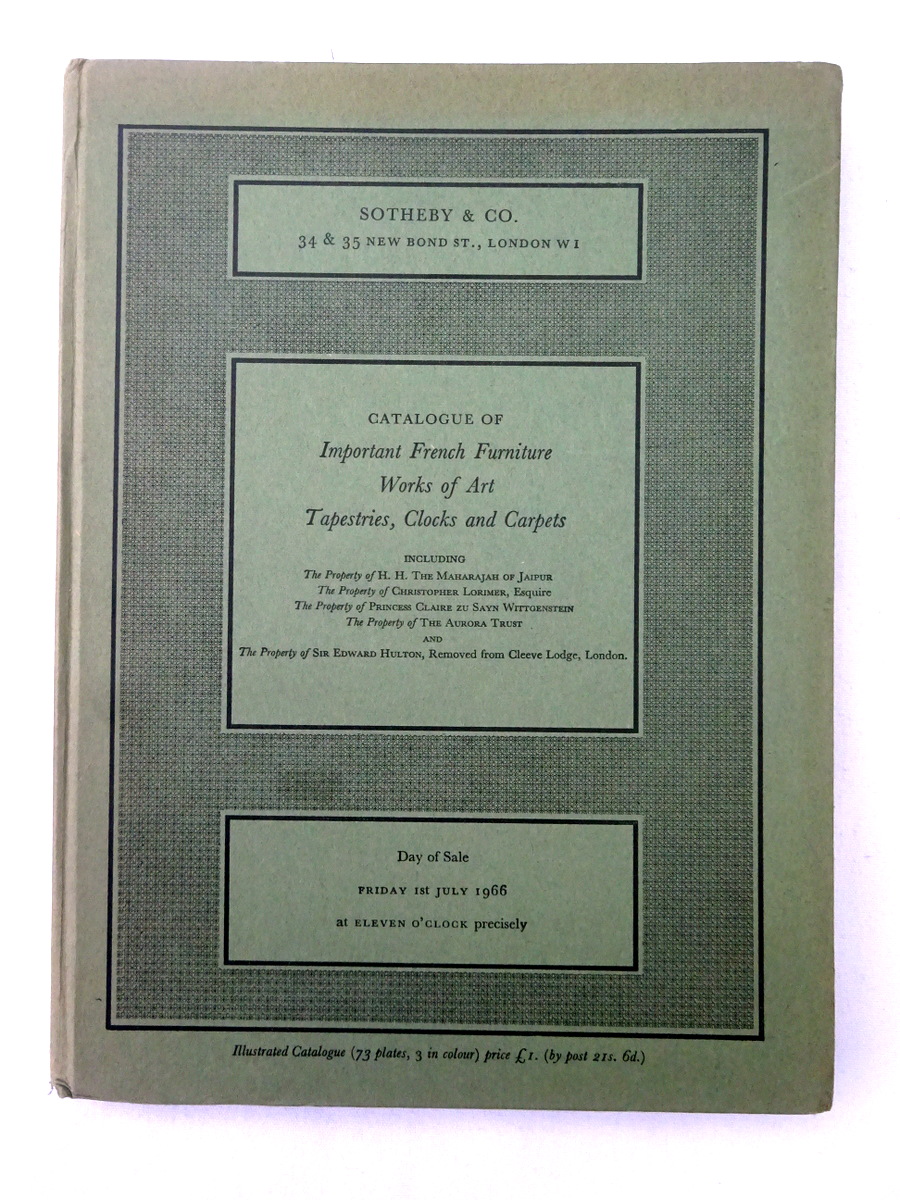 SOTHEBY & CO.
34 & 35 NEW BOND ST., LONDON W1
CATALOGUE OF
Important French Furniture
Works of Art
Tapestries, Clocks and Carpets
INCLUDING
The Property of H. H. THE MAHARAJAH OF JAIPUR
The Property of CHRISTOPHER LORIMER, Esquire
The Property of PRINCESS CLAIRE ZU SAYN WITTGENSTEIN
The Property of THE AURORA TRUST
AND
The Property of SIR EDWARD HULTON, Removed from Cleeve Lodge, London.
Day of Sale
FRIDAY 1st JULY 1966
at ELEVEN O'CLOCK precisely
Illustrated Catalogue (73 plates, 3 in colour) price £1. (by post 21s. 6d.)